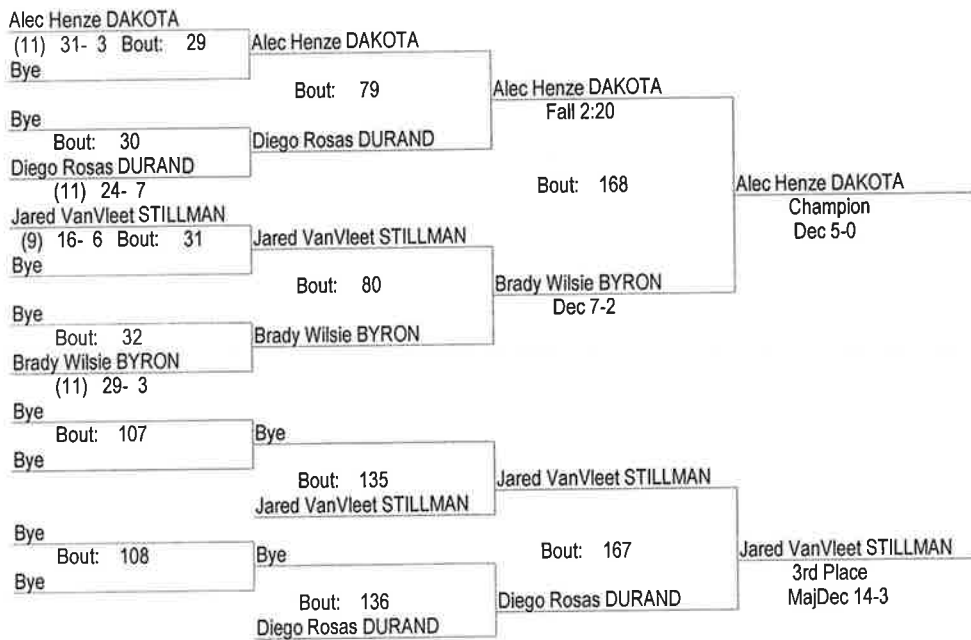 Alec Henze DAKOTA
(11) 31- 3 Bout: 29
Bye
Alec Henze DAKOTA
Bout: 79
Bye
Bout: 30
Diego Rosas DURAND
(11) 24- 7
Diego Rosas DURAND
Alec Henze DAKOTA
Fall 2:20
Bout: 168
Jared VanVleet STILLMAN
(9) 16- 6 Bout: 31
Bye
Jared VanVleet STILLMAN
Bout: 80
Bye
Bout: 32
Brady Wilsie BYRON
(11) 29- 3
Brady Wilsie BYRON
Brady Wilsie BYRON
Dec 7-2
Alec Henze DAKOTA
Champion
Dec 5-0
Bye
Bout: 107
Bye
Bye
Bout: 135
Jared VanVleet STILLMAN
Jared VanVleet STILLMAN
Bye
Bout: 108
Bye
Bye
Bout: 136
Diego Rosas DURAND
Bout: 167
Diego Rosas DURAND
Jared VanVleet STILLMAN
3rd Place
MajDec 14-3